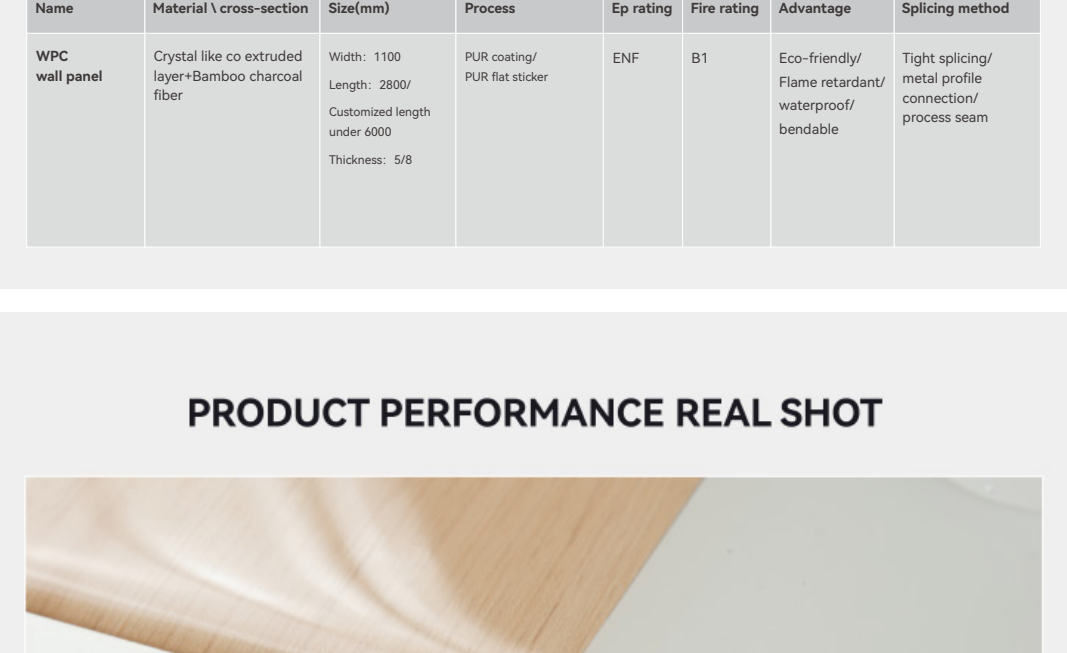 Name
Material \ cross-section
Size(mm)
Process
Ep rating
Fire rating
Advantage
Splicing method
WPC
wall panel
Crystal like co extruded
layer+Bamboo charcoal
fiber
Width: 1100
Length: 2800/
Customized length
under 6000
Thickness: 5/8
PUR coating/
PUR flat sticker
ENF
B1
Eco-friendly/
Flame retardant/
waterproof/
bendable
Tight splicing/
metal profile
connection/
process seam
PRODUCT PERFORMANCE REAL SHOT